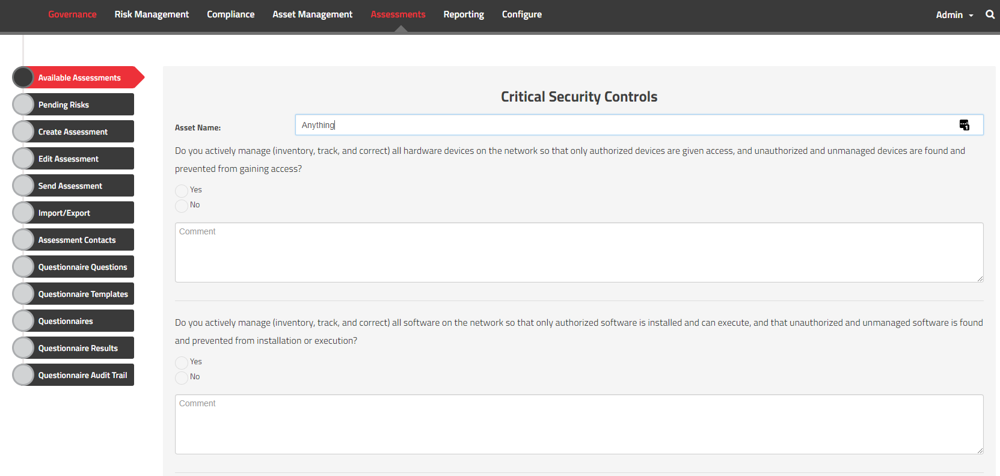 Governance Risk Management Compliance Asset Management Assessments Reporting Configure Admin
Available Assessments
Pending Risks
Create Assessment
Edit Assessment
Send Assessment
Import/Export
Assessment Contacts
Questionnaire Questions
Questionnaire Templates
Questionnaires
Questionnaire Results
Questionnaire Audit Trail
Critical Security Controls
Asset Name: Anything
1
Do you actively manage (inventory, track, and correct) all hardware devices on the network so that only authorized devices are given access, and unauthorized and unmanaged devices are found and
prevented from gaining access?
Yes
No
Comment
Do you actively manage (inventory, track, and correct) all software on the network so that only authorized software is installed and can execute, and that unauthorized and unmanaged software is found
and prevented from installation or execution?
Yes
No
Comment